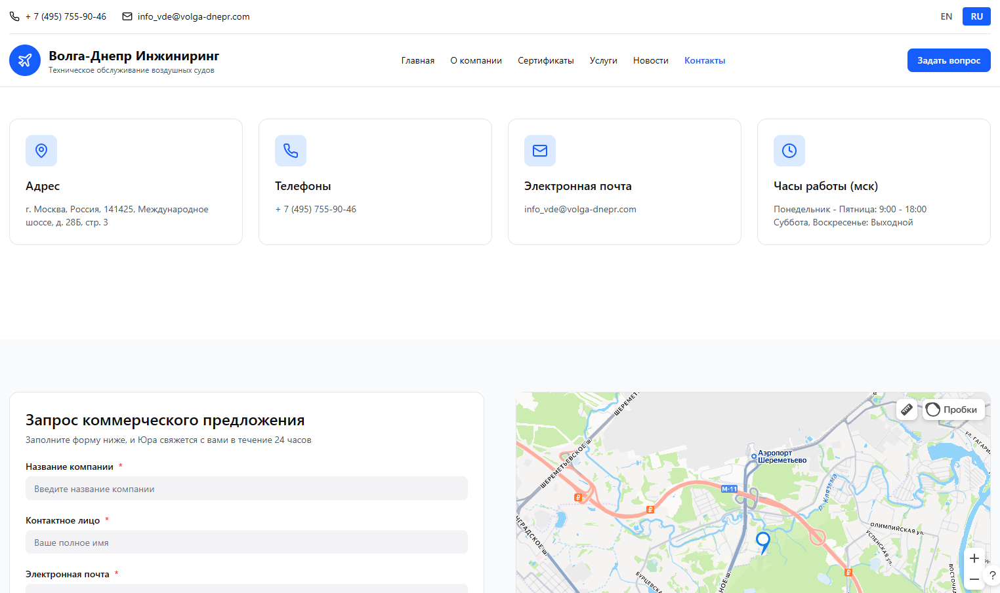 + 7 (495) 755-90-46
info_vde@volga-dnepr.com
EN
RU
Волга-Днепр Инжиниринг
Техническое обслуживание воздушных судов
Главная
О компании
Сертификаты
Услуги
Новости
Контакты
Задать вопрос
Адрес
г. Москва, Россия, 141425, Международное
шоссе, д. 28Б, стр. 3
Телефоны
+ 7 (495) 755-90-46
Электронная почта
info_vde@volga-dnepr.com
Часы работы (мск)
Понедельник - Пятница: 9:00 - 18:00
Суббота, Воскресенье: Выходной
Запрос коммерческого предложения
Заполните форму ниже, и Юра свяжется с вами в течение 24 часов
Название компании *
Введите название компании
Контактное лицо *
Ваше полное имя
Электронная почта *
Пробки
ШЕРЕМЕТ
ШЕРЕМЕТЬЕВСКОЕ ш.
Аэропорт
Шереметьево
М-11
р. Клязьма
ул. ГАГАРИ
ОЛИМПИЙСКАЯ ул.
УСПЕНСКАЯ ул.
НГРАДСКОЕ ш.
БУРЦЕВСКА
НОЕ ш.
ВОСТОЧНА
+
−
?